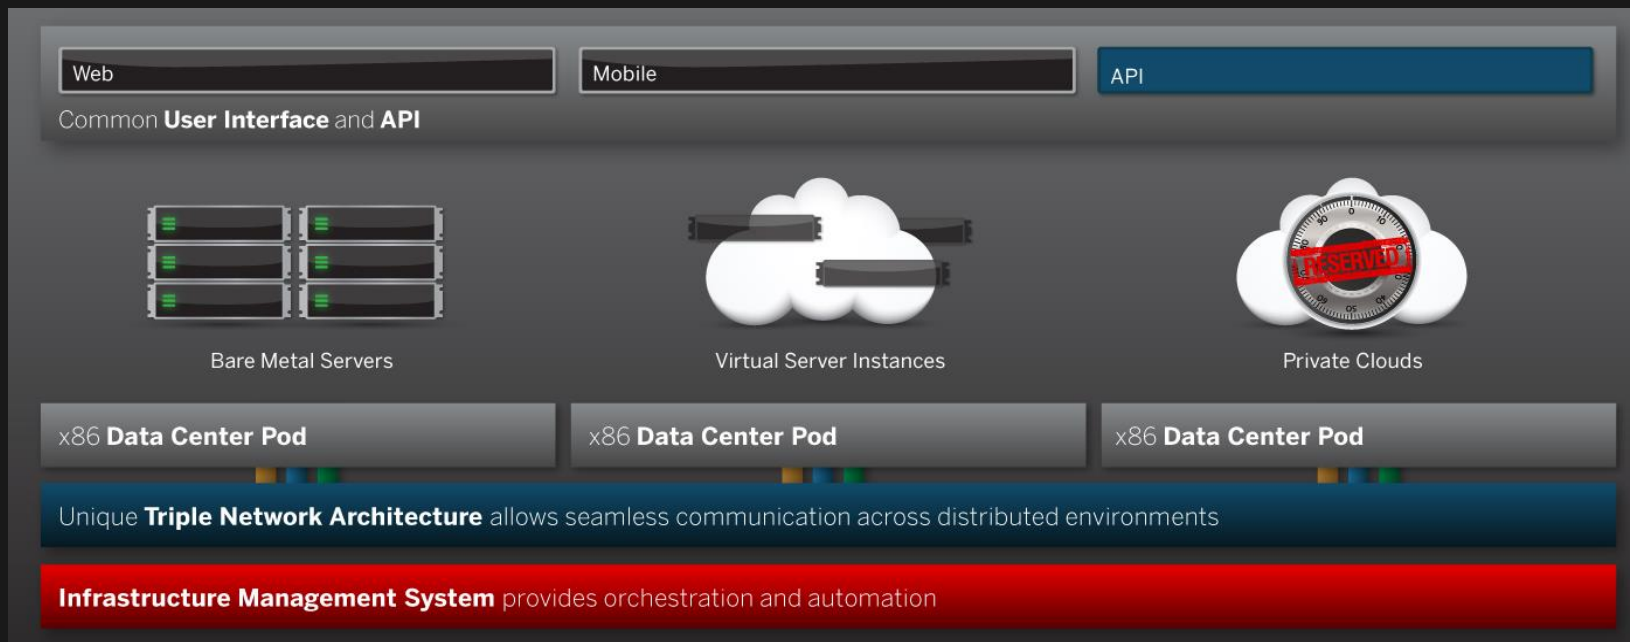 Web
Mobile
API
Common User Interface and API
RESERVED
Bare Metal Servers
Virtual Server Instances
Private Clouds
x86 Data Center Pod
x86 Data Center Pod
x86 Data Center Pod
Unique Triple Network Architecture allows seamless communication across distributed environments
Infrastructure Management System provides orchestration and automation